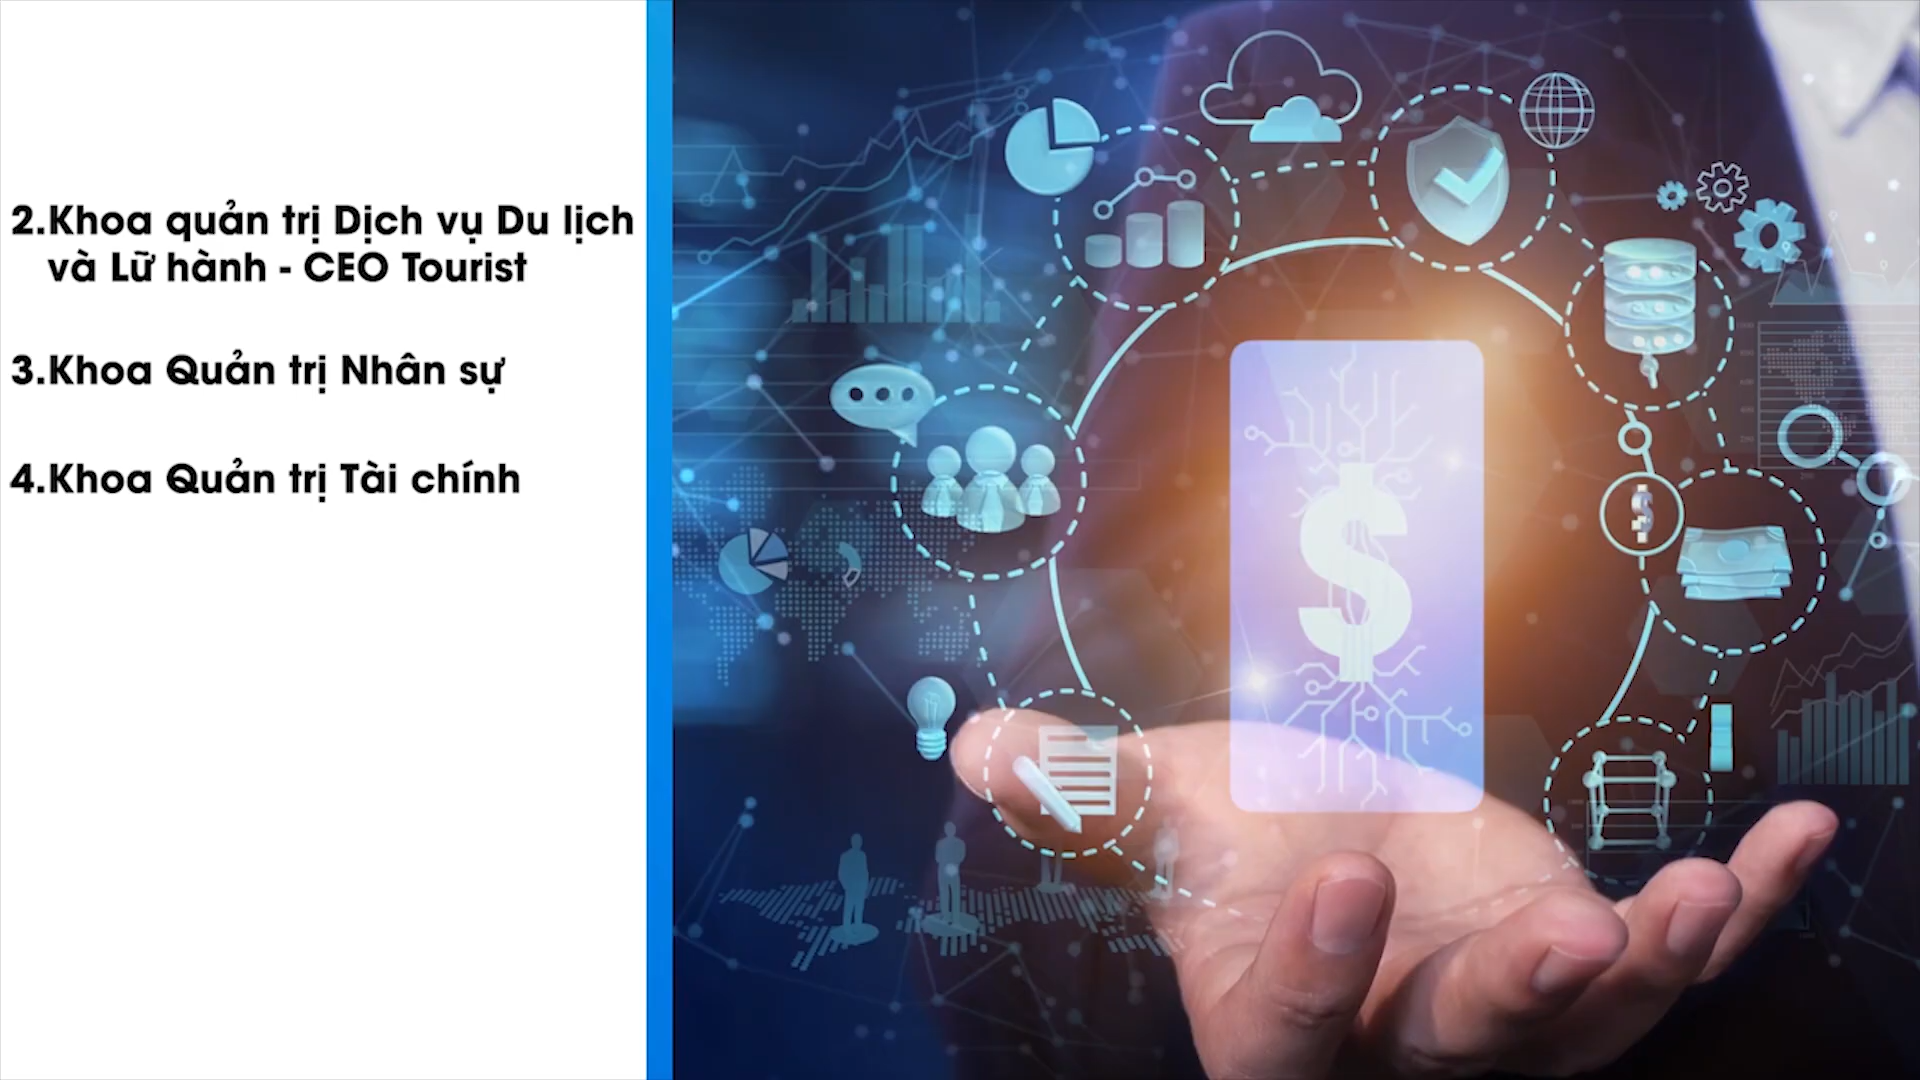 2.Khoa quản trị Dịch vụ Du lịch
và Lữ hành - CEO Tourist
3.Khoa Quản trị Nhân sự
4.Khoa Quản trị Tài chính
$
$